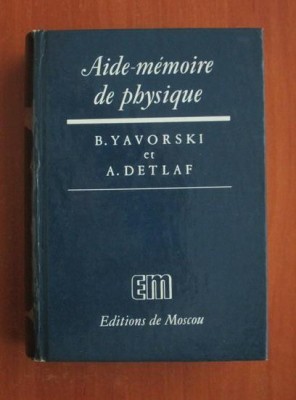 Aide-mémoire
de physique
B. YAVORSKI
et
A. DETLAF
EM
Editions de Moscou